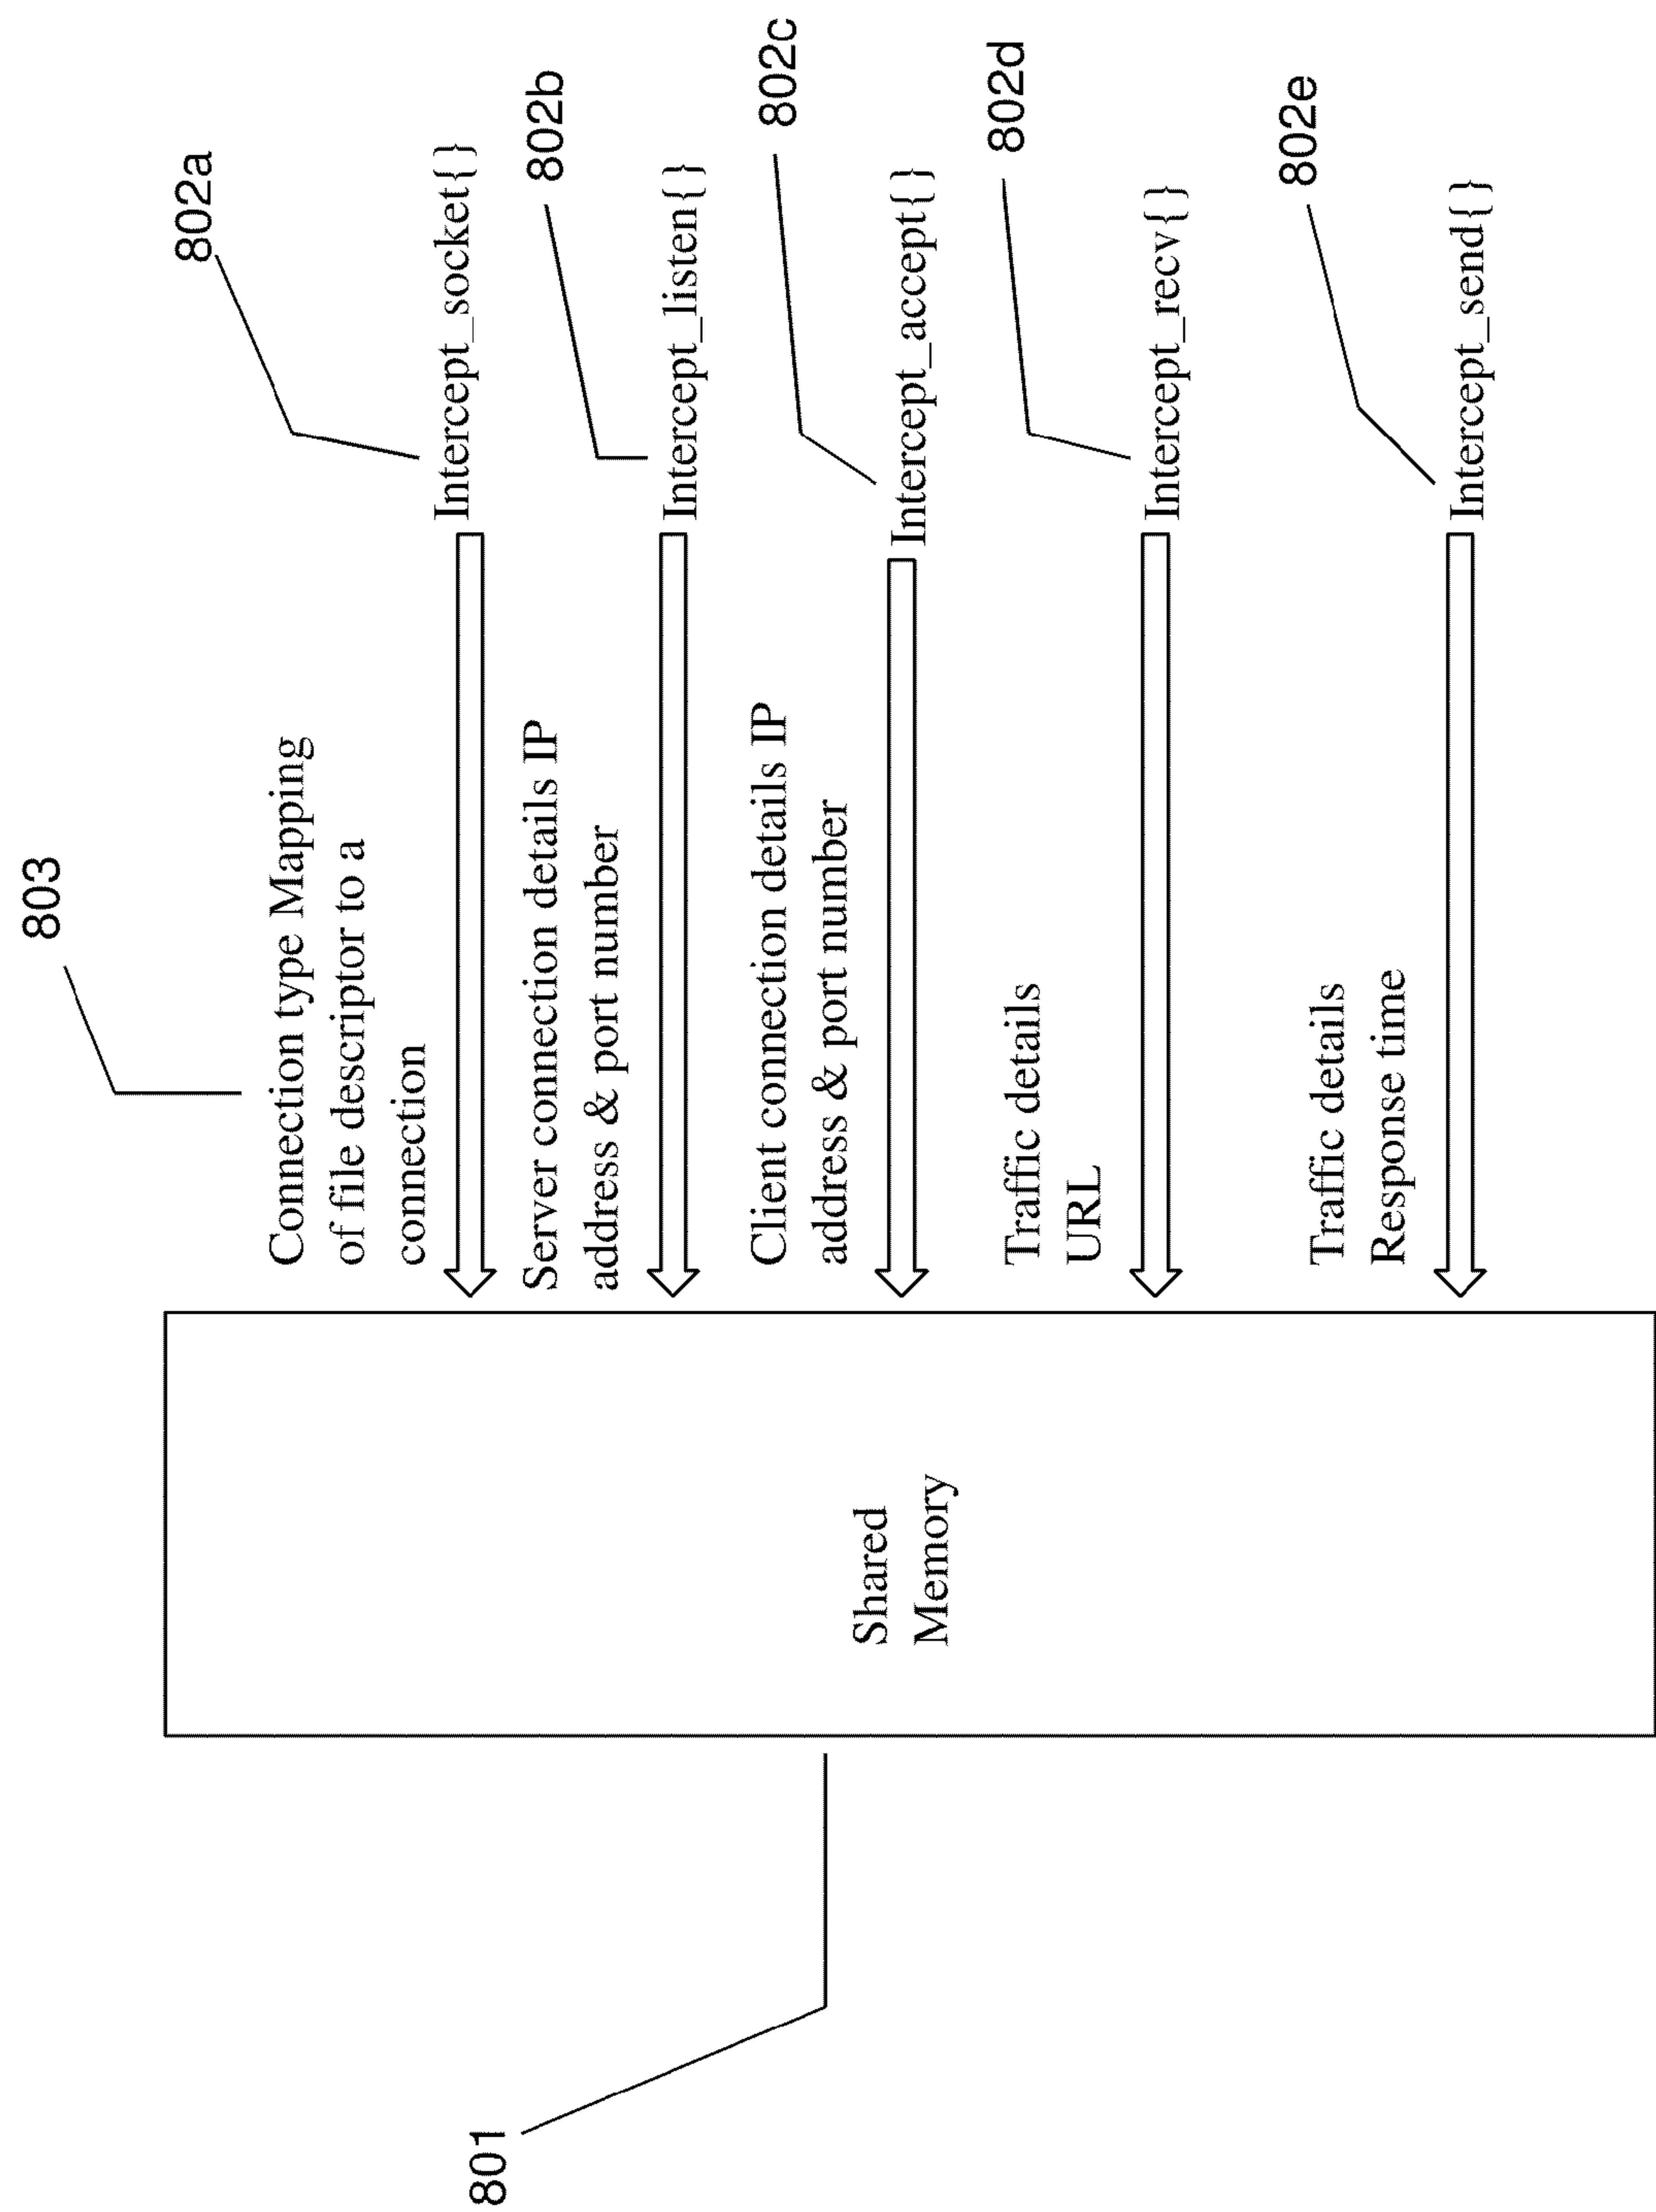 803
802a
Connection type Mapping
of file descriptor to a
connection
Intercept_socket{}
802b
Server connection details IP
address & port number
Intercept_listen{}
802c
Client connection details IP
address & port number
Intercept_accept{}
802d
Traffic details
URL
Intercept_recv{}
802e
Traffic details
Response time
Intercept_send{}
Shared
Memory
801